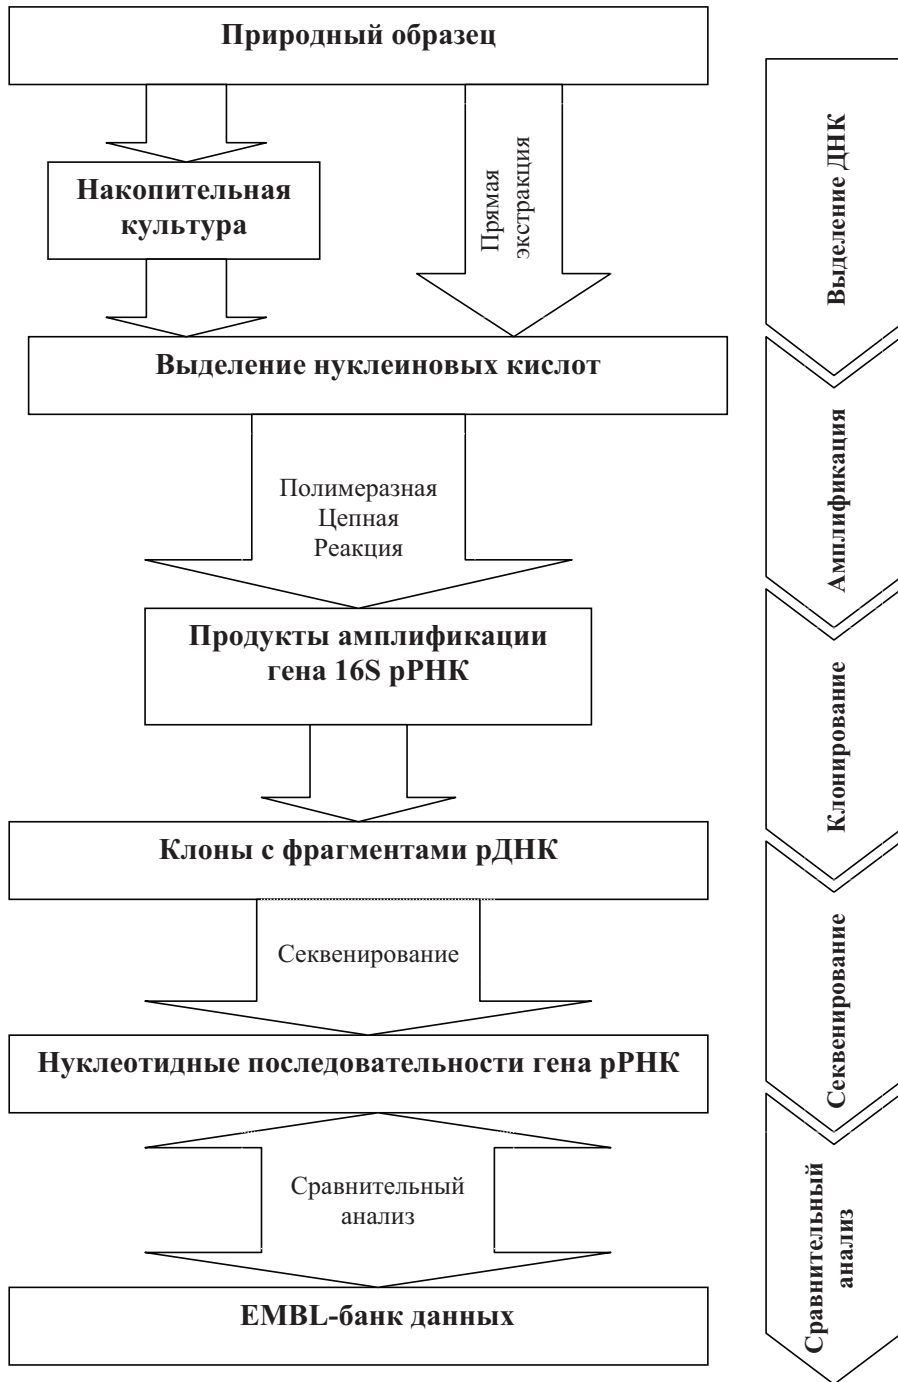 Природный образец
Прямая
экстракция
Накопительная
культура
Выделение нуклеиновых кислот
Полимеразная
Цепная
Реакция
Продукты амплификации
гена 16S рРНК
Клоны с фрагментами рДНК
Секвенирование
Нуклеотидные последовательности гена рРНК
Сравнительный
анализ
EMBL-банк данных
Выделение ДНК
Амплификация
Клонирование
Секвенирование
Сравнительный
анализ